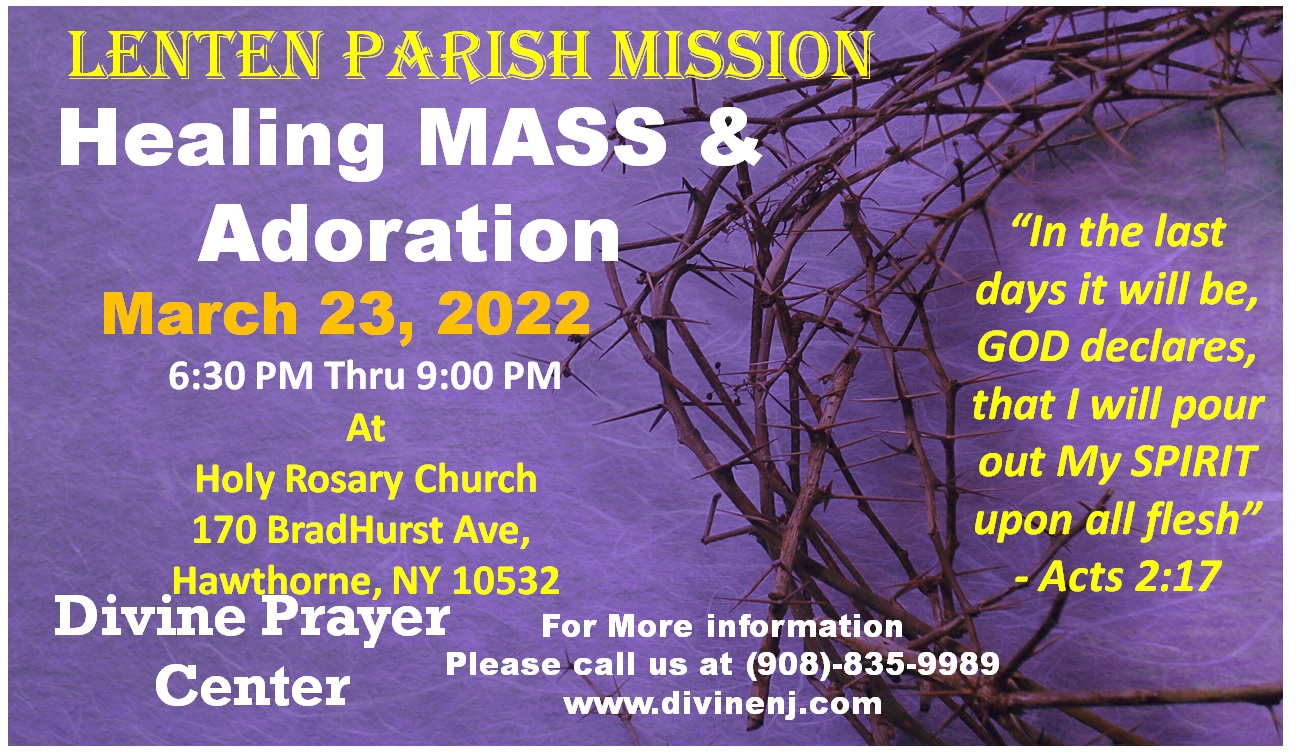 LENTEN PARISH MISSION
Healing MASS &
Adoration
March 23, 2022
6:30 PM Thru 9:00 PM
At
Holy Rosary Church
170 BradHurst Ave,
Hawthorne, NY 10532
Divine Prayer
Center
For More information
Please call us at (908)-835-9989
www.divinenj.com
“In the last
days it will be,
GOD declares,
that I will pour
out My SPIRIT
upon all flesh”
- Acts 2:17